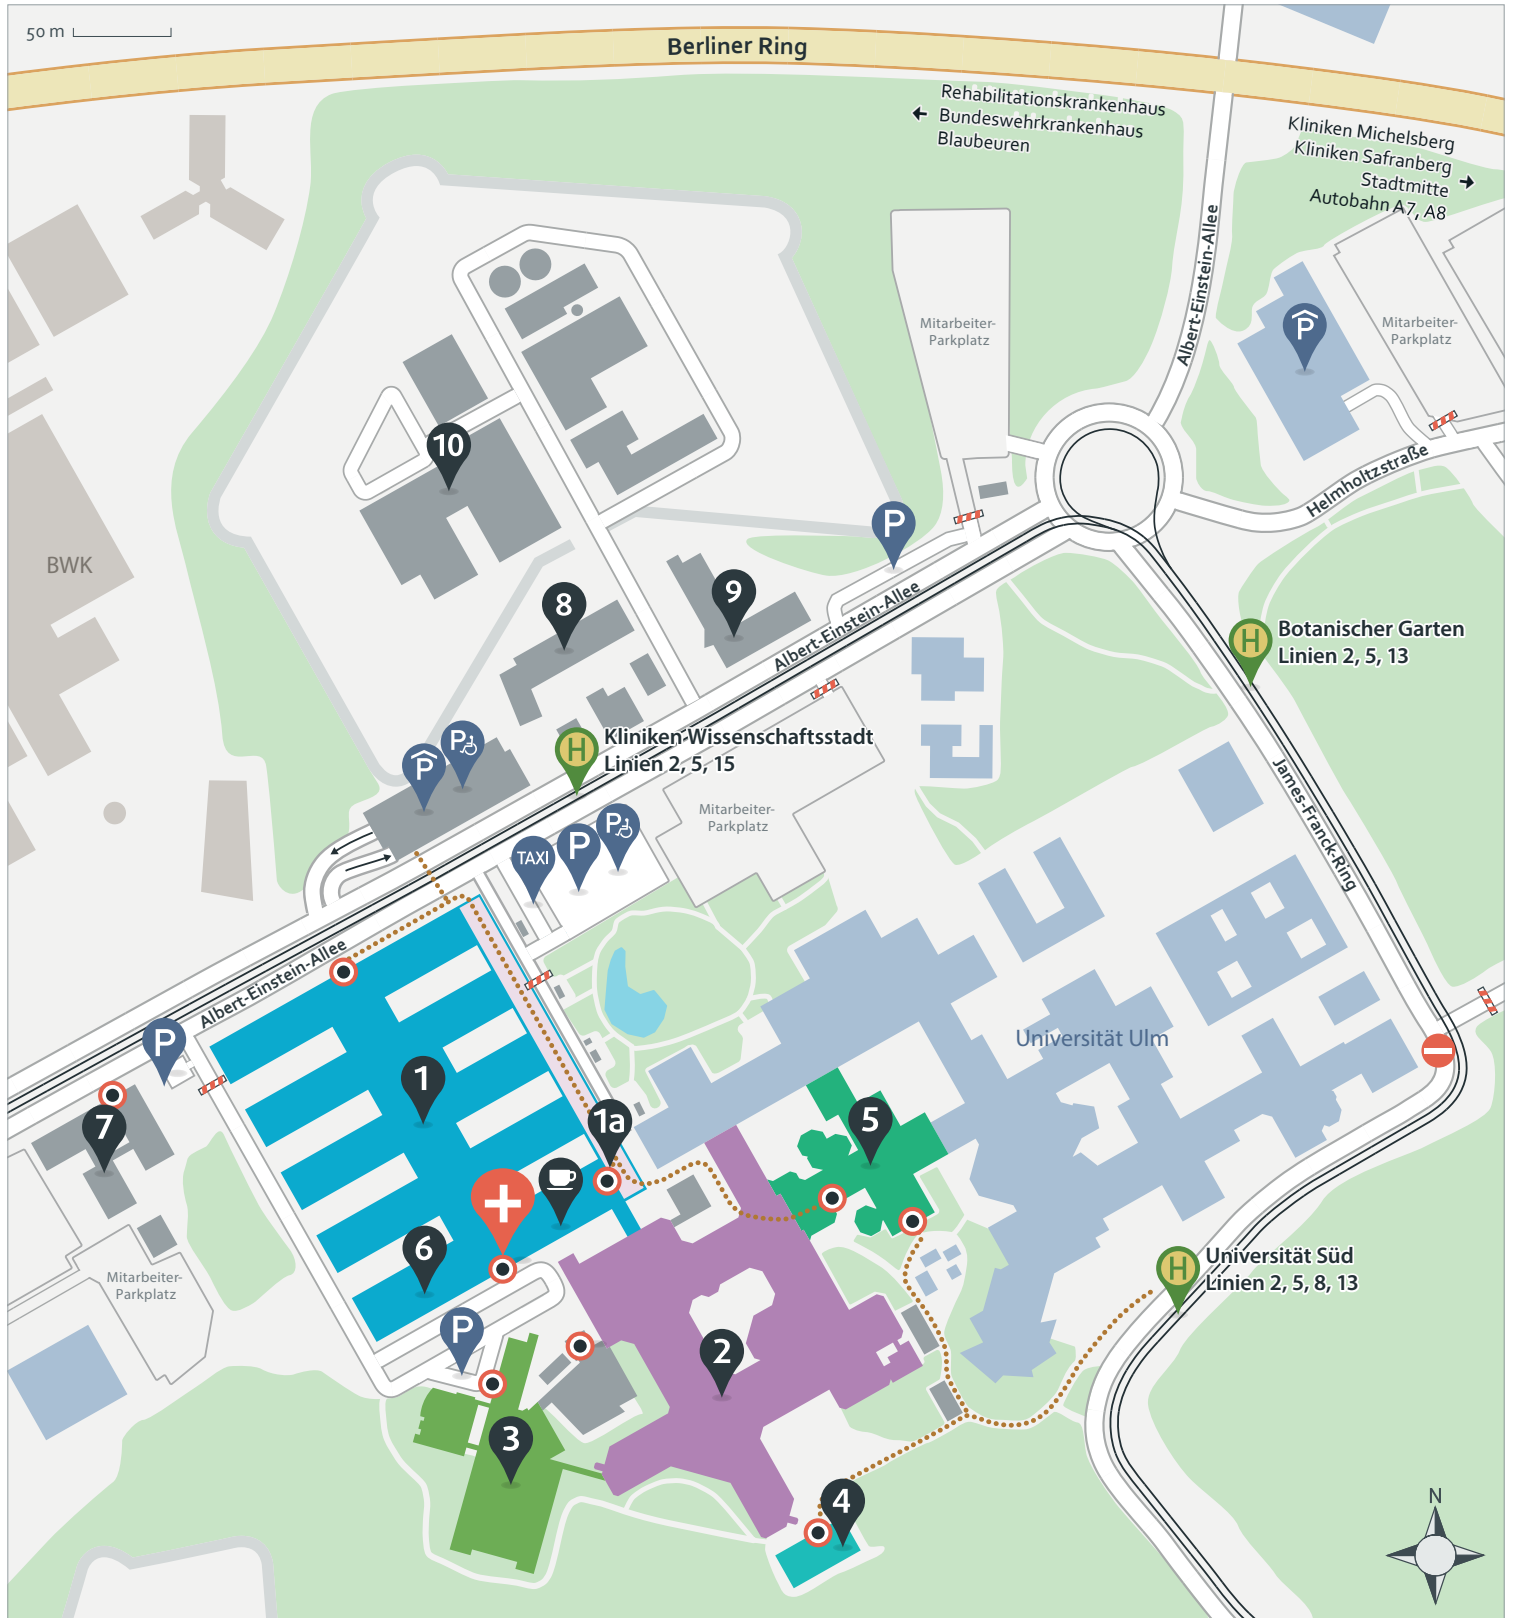 50 m
Berliner Ring
Rehabilitationskrankenhaus
Bundeswehrkrankenhaus
Blaubeuren
Kliniken Michelsberg
Kliniken Safranberg
Stadtmitte
Autobahn A7, A8
Albert-Einstein-Allee
Mitarbeiter-
Parkplatz
P
Mitarbeiter-
Parkplatz
10
Helmholtzstraße
P
BWK
9
8
Albert-Einstein-Allee
H
Botanischer Garten
Linien 2, 5, 13
P
P
H
Kliniken Wissenschaftsstadt
Linien 2, 5, 15
James-Franck-Ring
Mitarbeiter-
Parkplatz
TAXI
P
P
Albert-Einstein-Allee
P
Universität Ulm
1
1a
5
7
6
Mitarbeiter-
Parkplatz
H
Universität Süd
Linien 2, 5, 8, 13
P
2
3
4
N